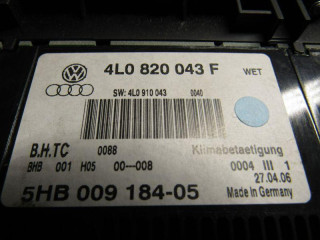 4L0 820 043 F WET
SW: 4L0 910 043 0040
B.H.TC 0088 Klimabetaetigung
BHB 001 H05 00---008 0004 III 1
27.04.06
5HB 009 184-05 Made in Germany